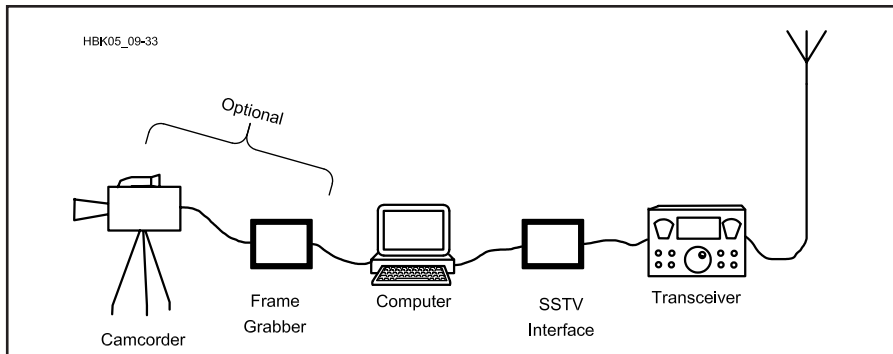 HBK05_09-33
Optional
Camcorder
Frame
Grabber
Computer
SSTV
Interface
Transceiver